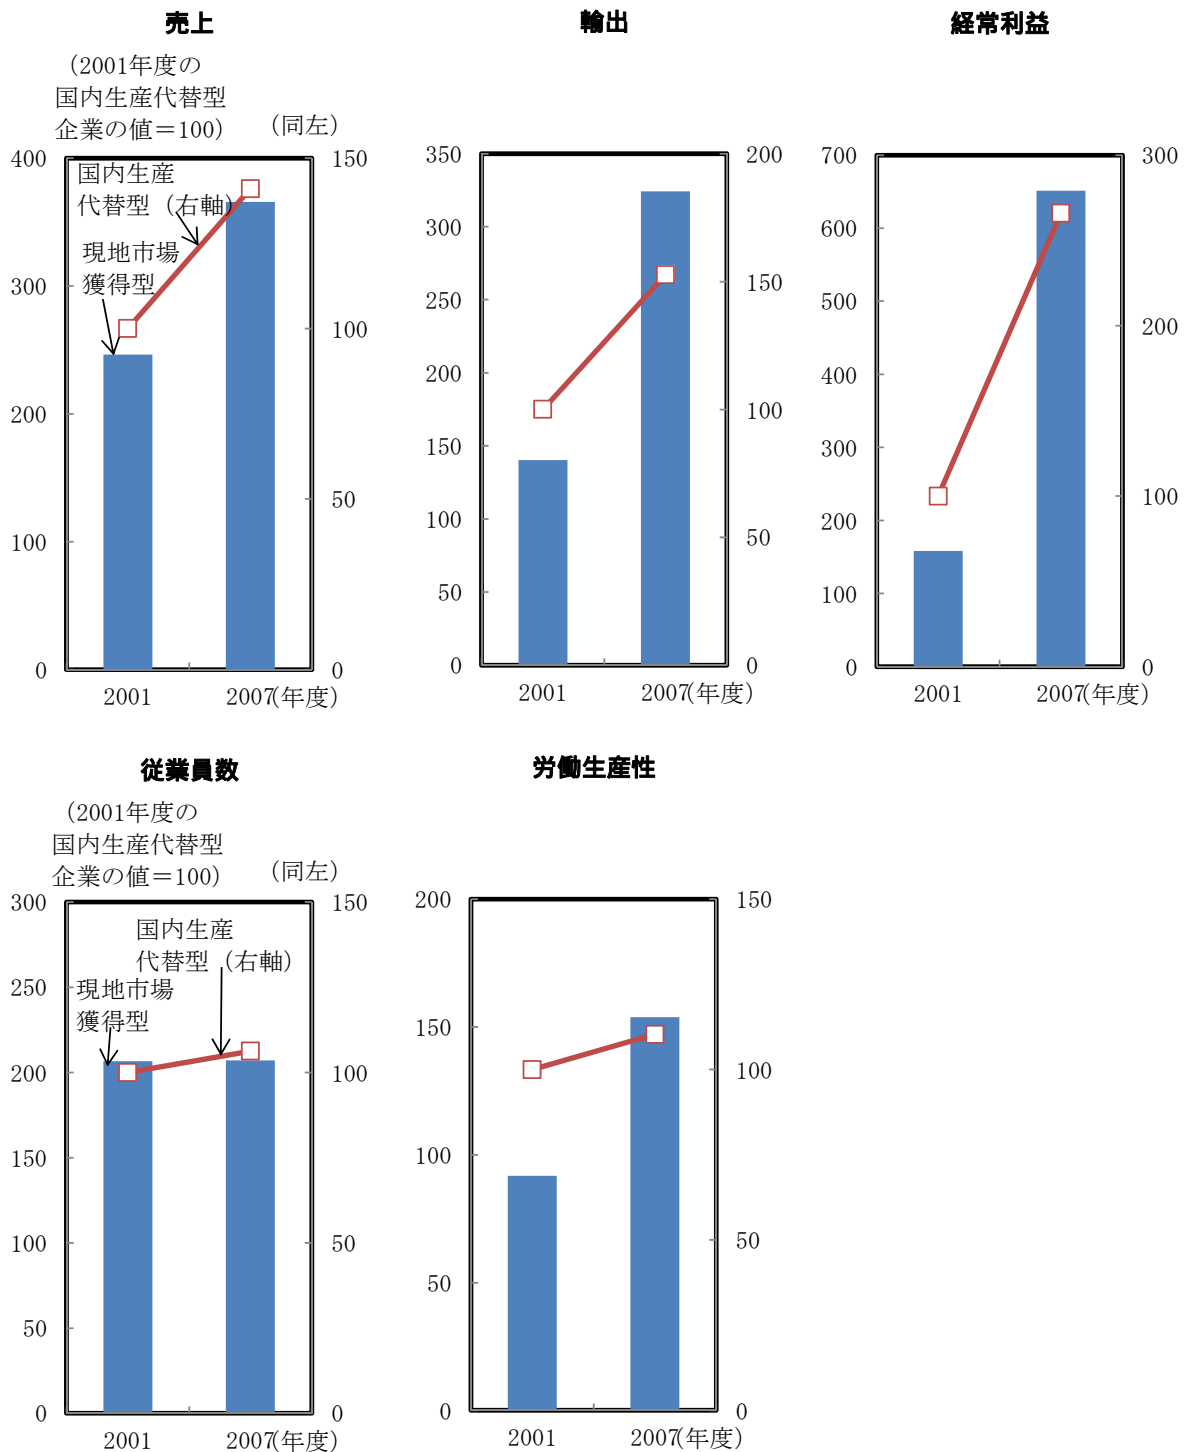 売上
（2001年度の
国内生産代替型
企業の値＝100）
（同左）
400
300
200
100
0
国内生産
代替型（右軸）
現地市場
獲得型
150
100
50
0
2001
2007(年度）
輸出
350
300
250
200
150
100
50
0
200
150
100
50
0
2001
2007(年度）
経常利益
700
600
500
400
300
200
100
0
300
200
100
0
2001
2007(年度）
従業員数
（2001年度の
国内生産代替型
企業の値＝100）
（同左）
300
250
200
150
100
50
0
国内生産
代替型（右軸）
現地市場
獲得型
150
100
50
0
2001
2007(年度）
労働生産性
200
150
100
50
0
150
100
50
0
2001
2007(年度）